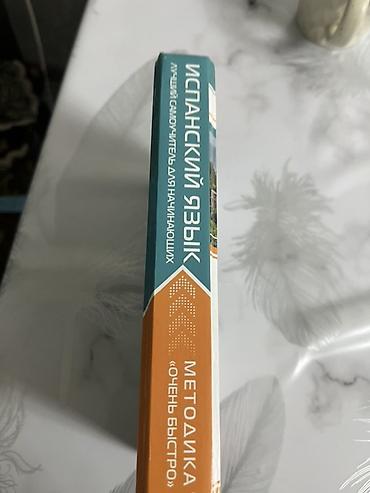 ИСПАНСКИЙ ЯЗЫК
ЛУЧШИЙ САМОУЧИТЕЛЬ ДЛЯ НАЧИНАЮЩИХ
МЕТОДИКА
«ОЧЕНЬ БЫСТРО»